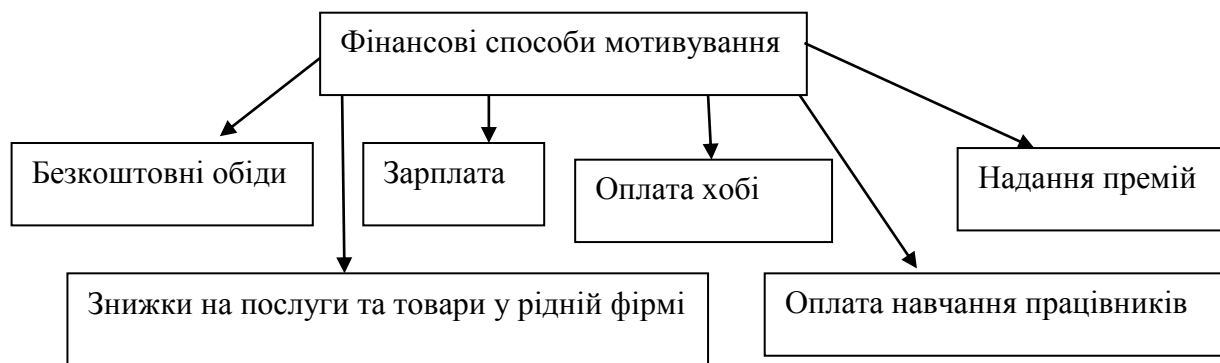 Фінансові способи мотивування
Безкоштовні обіди
Зарплата
Оплата хобі
Надання премій
Знижки на послуги та товари у рідній фірмі
Оплата навчання працівників